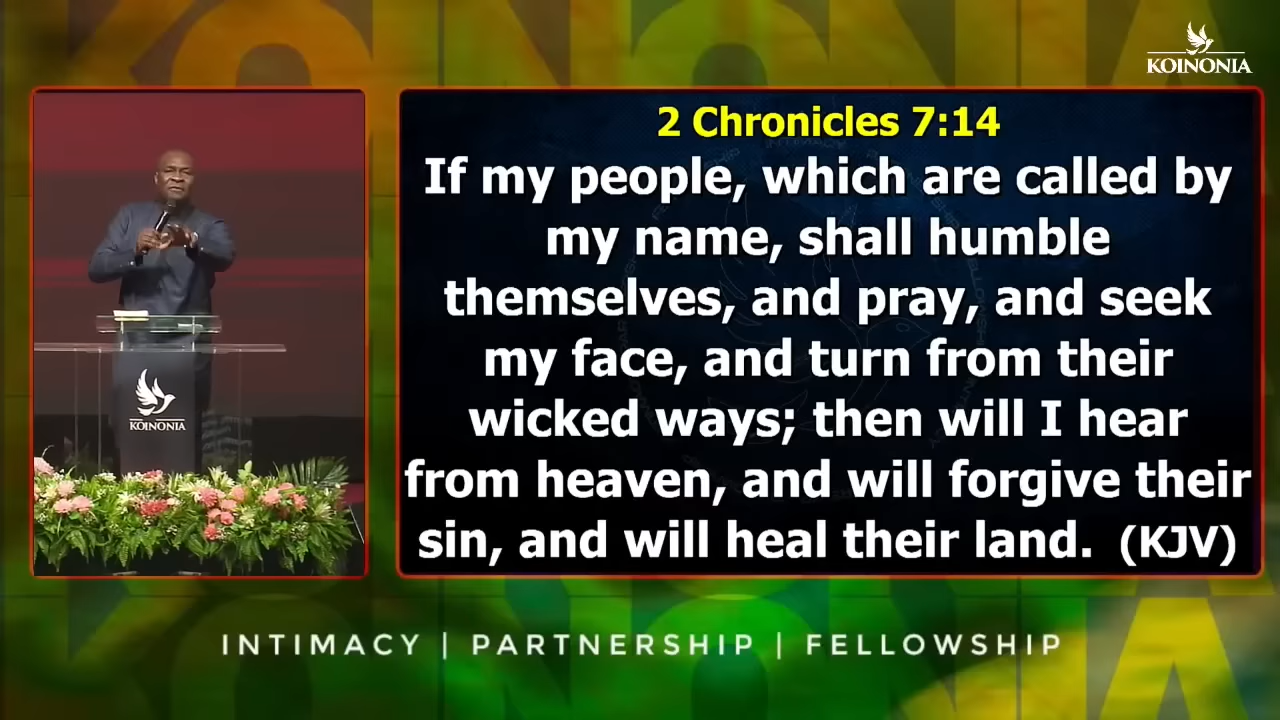 KOINONIA
2 Chronicles 7:14
If my people, which are called by
my name, shall humble
themselves, and pray, and seek
my face, and turn from their
wicked ways; then will I hear
from heaven, and will forgive their
sin, and will heal their land. (KJV)
KOINONIA
INTIMACY | PARTNERSHIP | FELLOWSHIP